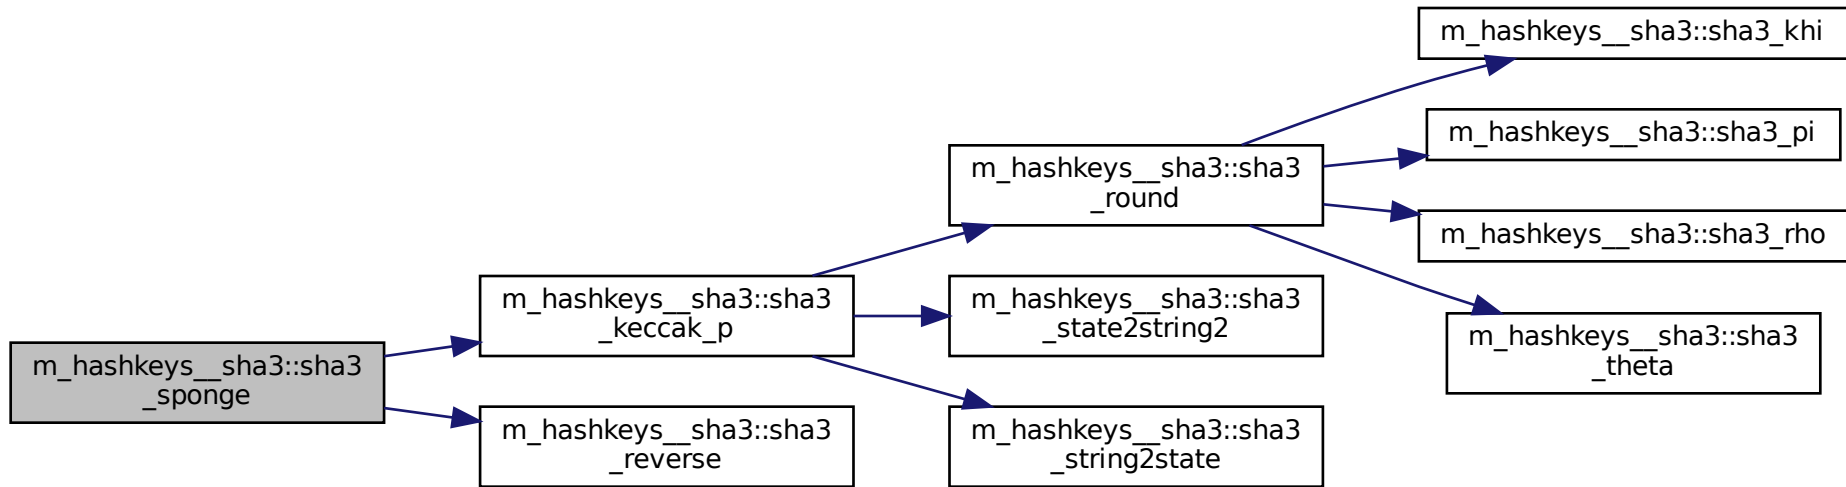 m_hashkeys__sha3::sha3
_sponge
m_hashkeys__sha3::sha3
_keccak_p
m_hashkeys__sha3::sha3
_reverse
m_hashkeys__sha3::sha3
_round
m_hashkeys__sha3::sha3
_state2string2
m_hashkeys__sha3::sha3
_string2state
m_hashkeys__sha3::sha3_khi
m_hashkeys__sha3::sha3_pi
m_hashkeys__sha3::sha3_rho
m_hashkeys__sha3::sha3
_theta